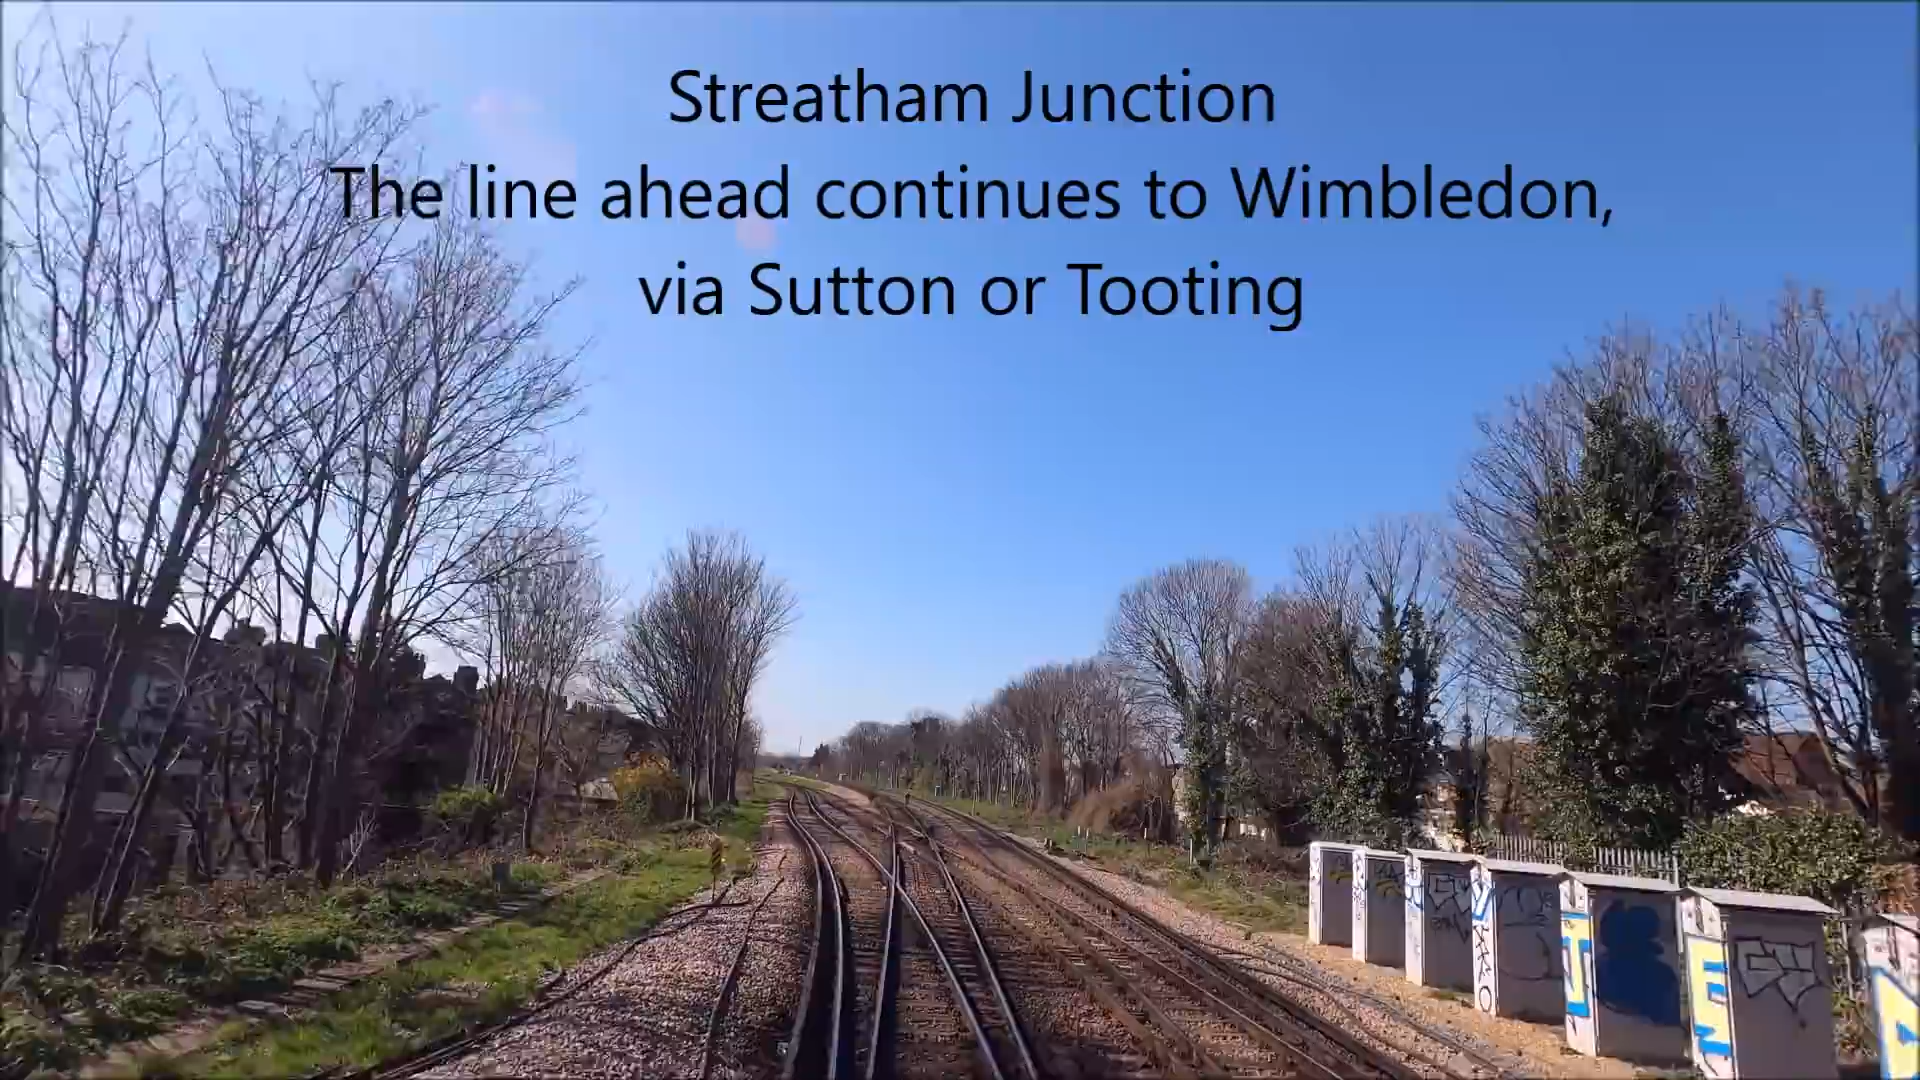 Streatham Junction
The line ahead continues to Wimbledon,
via Sutton or Tooting